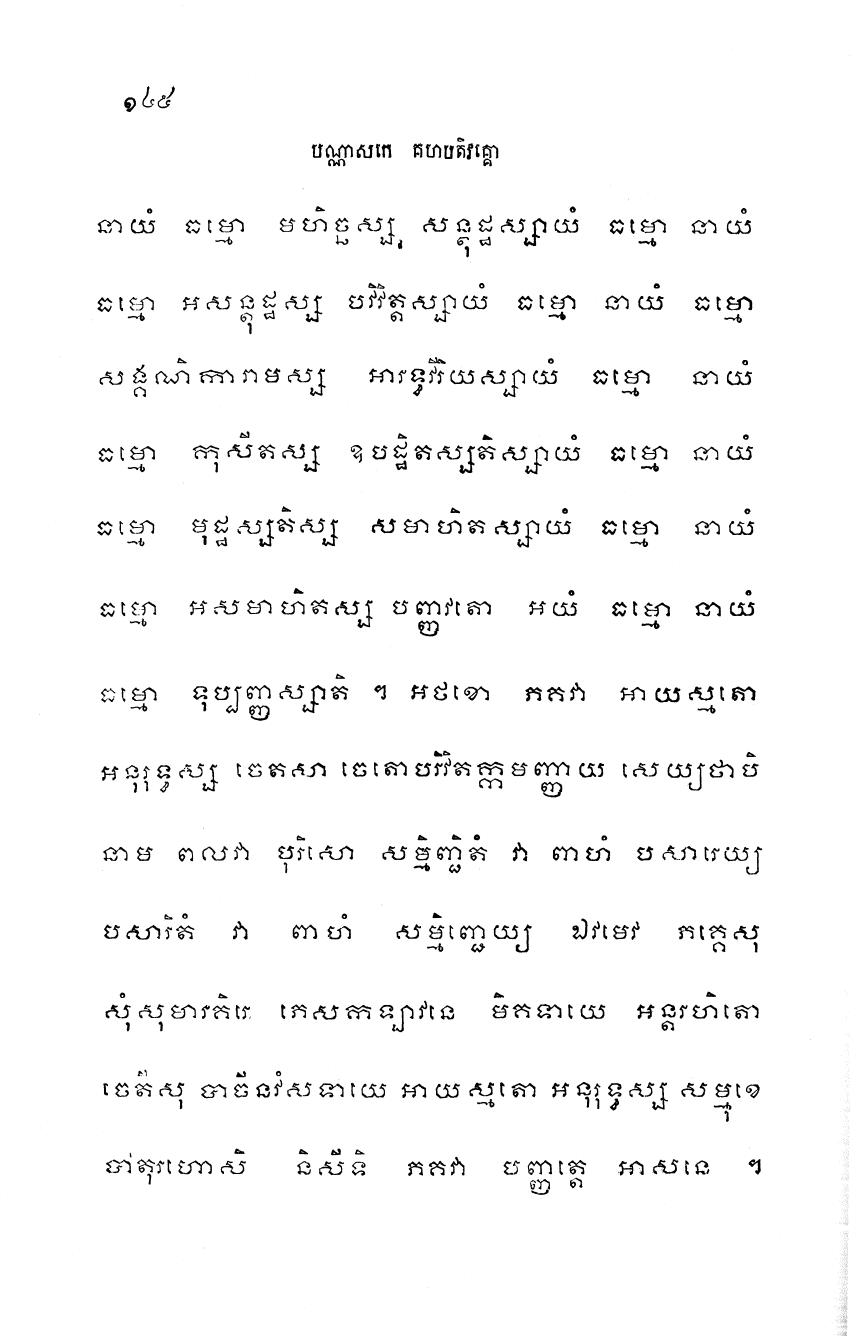 ១៤៥
បណ្ណាសកេ គហបតិវគ្គោ
នាយំ ធម្មោ មហិច្ឆស្ស សន្តុដ្ឋស្សាយំ ធម្មោ នាយំ
ធម្មោ អសន្តុដ្ឋស្ស បវិវិត្តស្សាយំ ធម្មោ នាយំ ធម្មោ
សង្គណិការាមស្ស អារទ្ធវីរិយស្សាយំ ធម្មោ នាយំ
ធម្មោ កុសីតស្ស ឧបដ្ឋិតស្សតិស្សាយំ ធម្មោ នាយំ
ធម្មោ មុដ្ឋស្សតិស្ស សមាហិតស្សាយំ ធម្មោ នាយំ
ធម្មោ អសមាហិតស្ស បញ្ញវតោ អយំ ធម្មោ នាយំ
ធម្មោ ទុប្បញ្ញស្សាតិ ។ អថខោ ភគវា អាយស្មតោ
អនុរុទ្ធស្ស ចេតសា ចេតោបរិវិតក្កមញ្ញាយ សេយ្យថាបិ
នាម ពលវា បុរិសោ សម្មិញ្ជិតំ វា ពាហំ បសារេយ្យ
បសារិតំ វា ពាហំ សម្មិញ្ជេយ្យ ឯវមេវ ភគ្គេសុ
សុំសុមារគិរេ ភេសកឡាវនេ មិគទាយេ អន្តរហិតោ
ចេតីសុ បាចីនវំសទាយេ អាយស្មតោ អនុរុទ្ធស្ស សម្មុខេ
បាតុរហោសិ និសីទិ ភគវា បញ្ញត្តេ អាសនេ ។